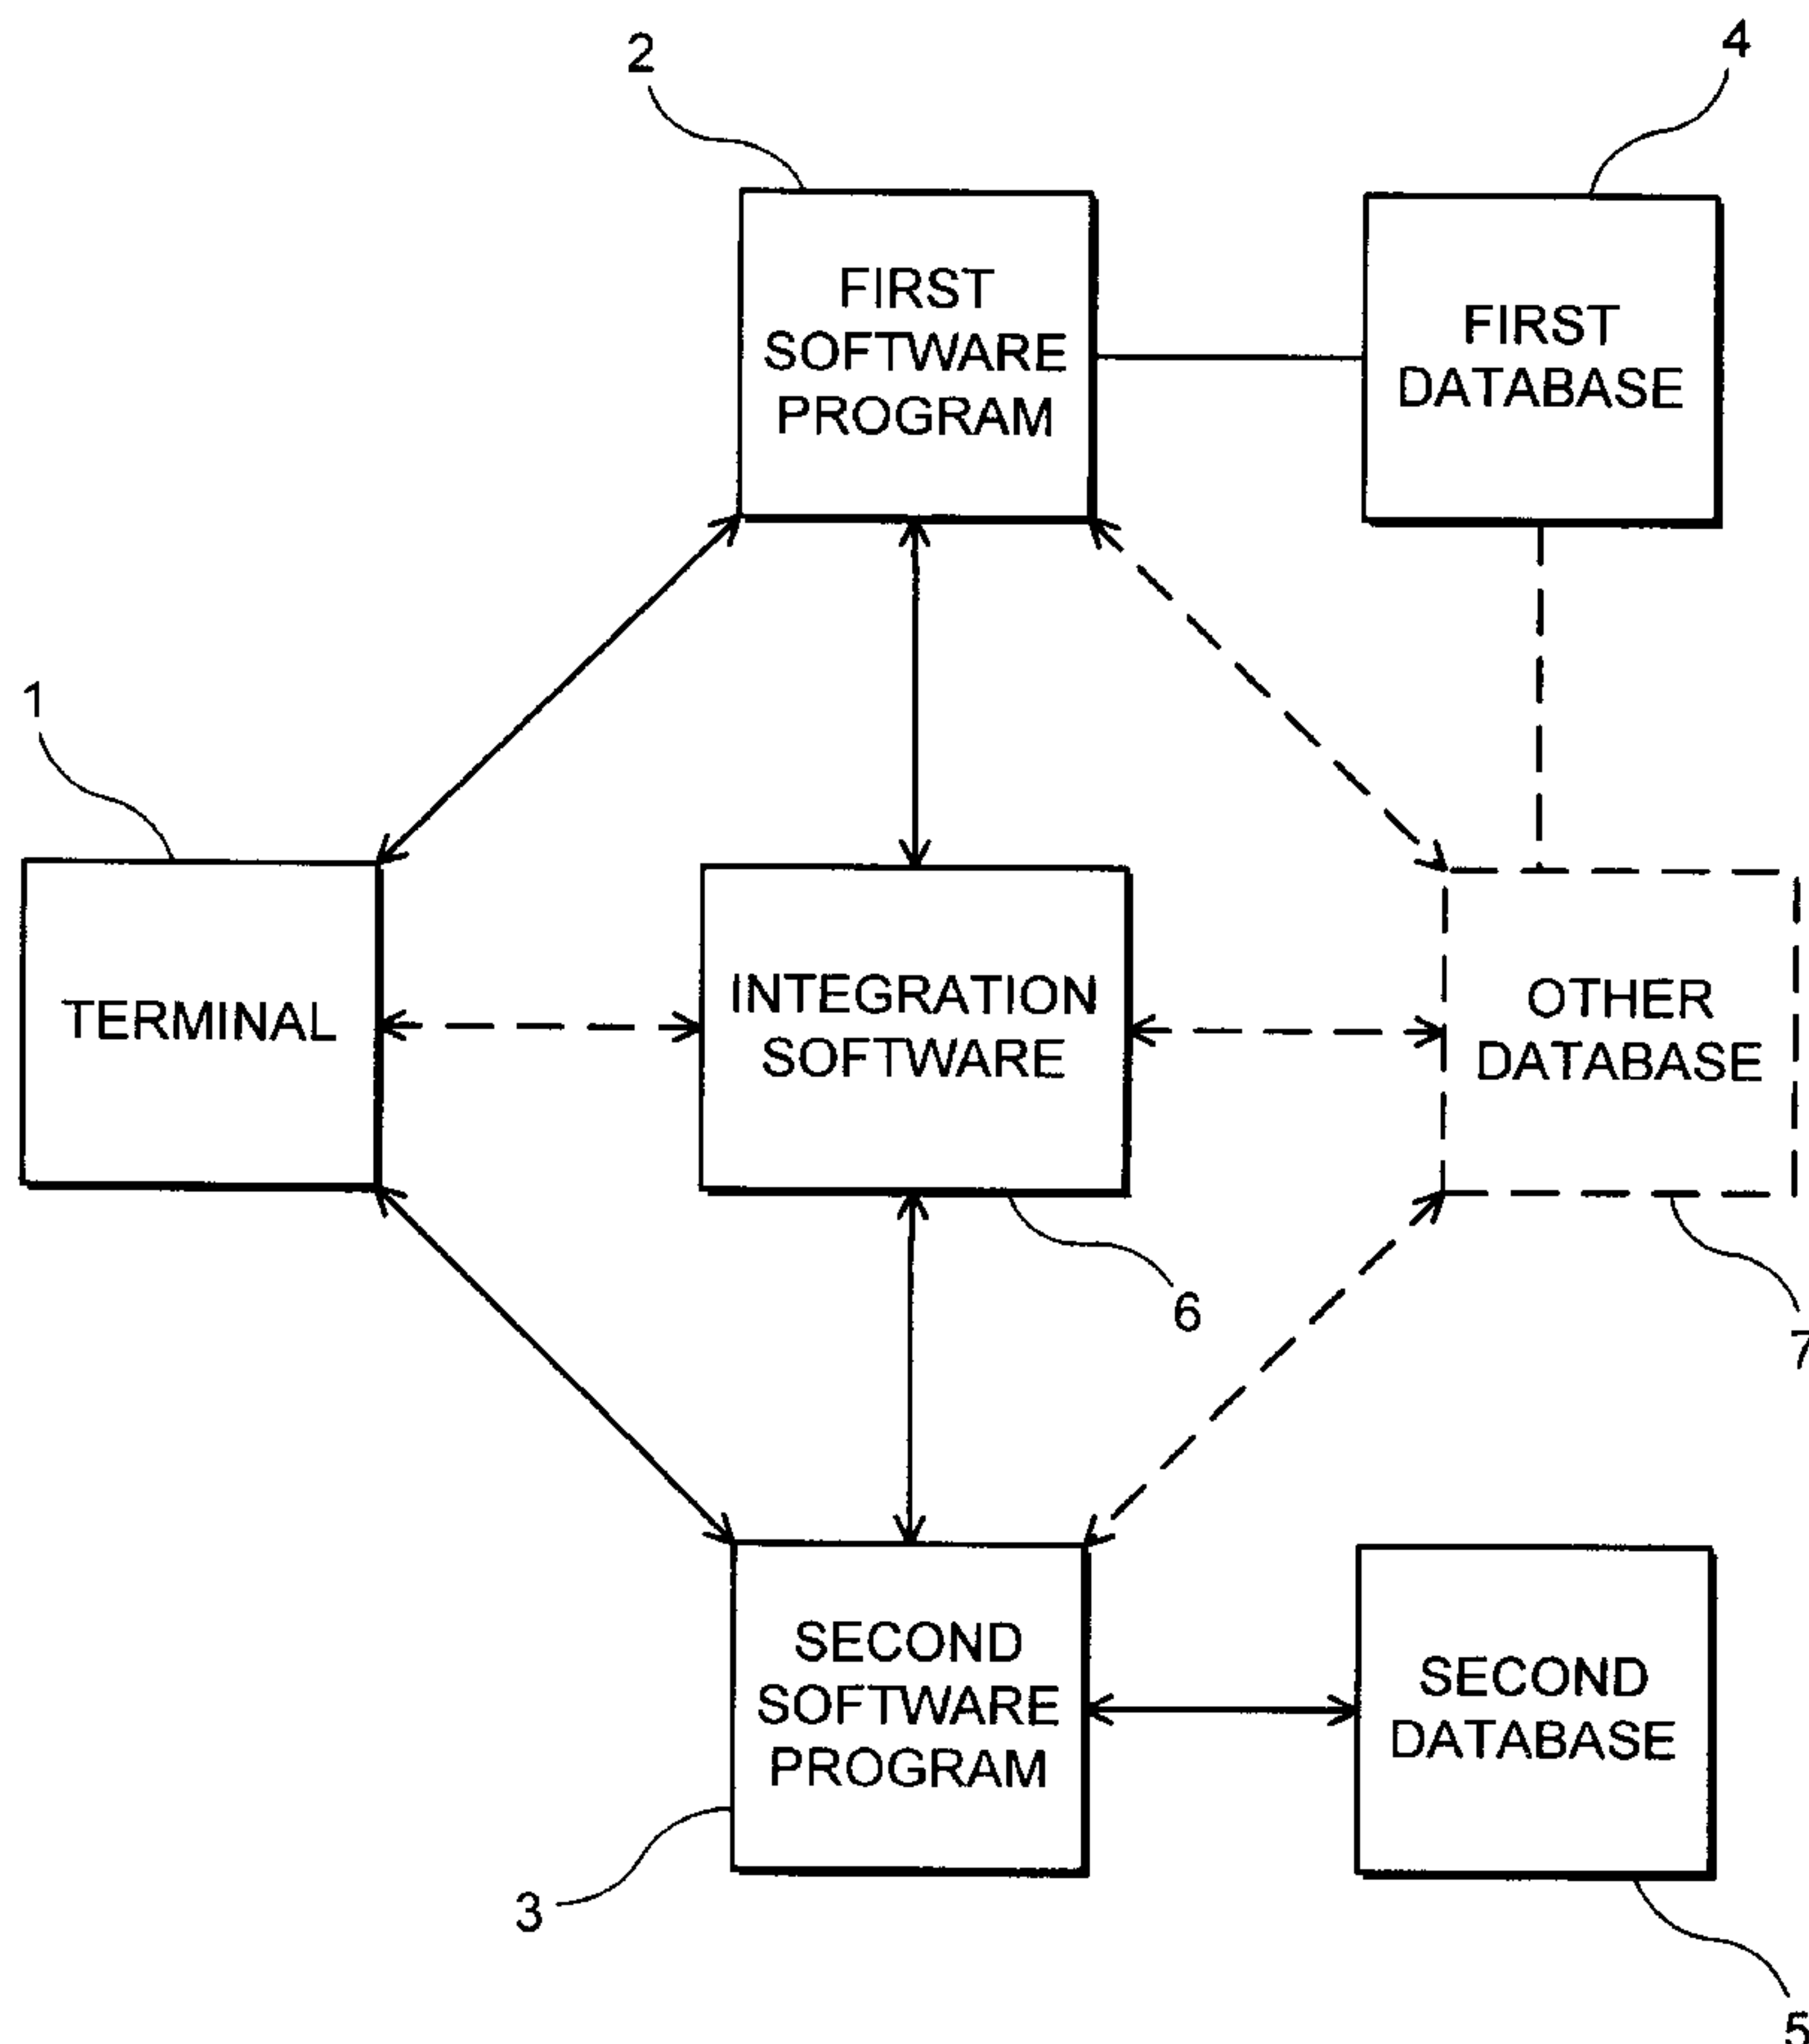 2
4
FIRST
SOFTWARE
PROGRAM
FIRST
DATABASE
1
TERMINAL
INTEGRATION
SOFTWARE
OTHER
DATABASE
6
7
SECOND
SOFTWARE
PROGRAM
SECOND
DATABASE
3
5